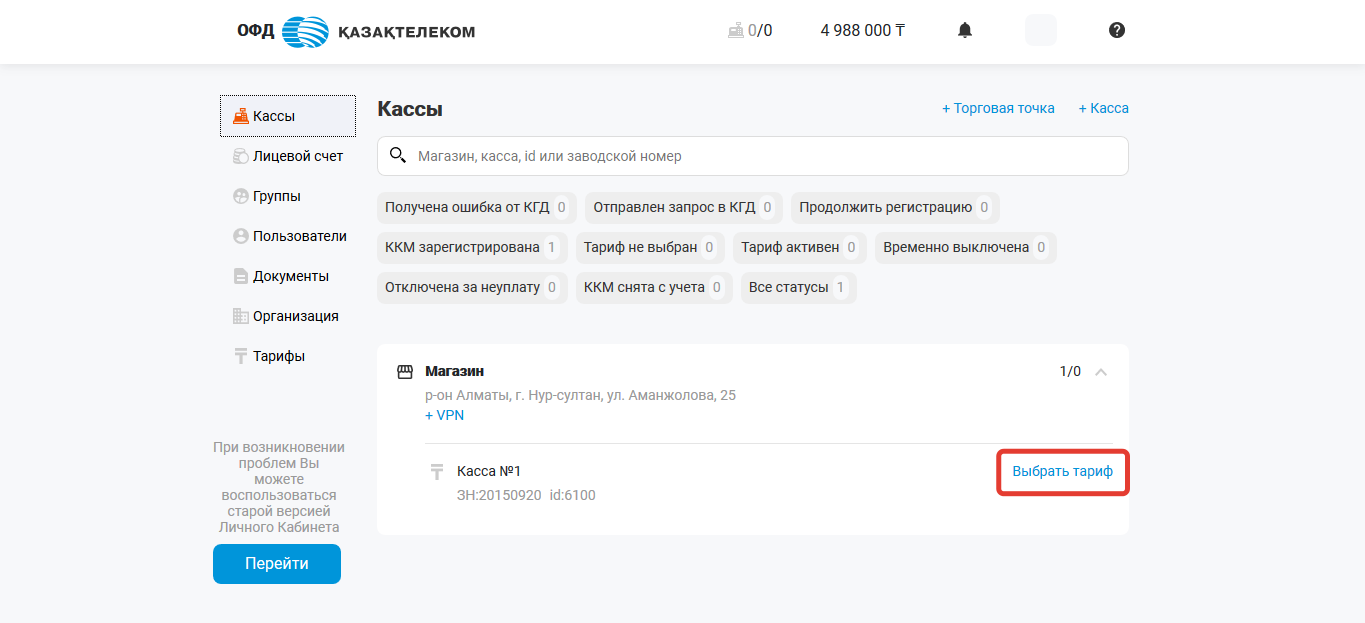 ОФД ҚАЗАҚТЕЛЕКОМ
0/0
4 988 000 ₸
Кассы
Лицевой счет
Группы
Пользователи
Документы
Организация
Тарифы
При возникновении
проблем Вы
можете
воспользоваться
старой версией
Личного Кабинета
Перейти
Кассы
+ Торговая точка
+ Касса
Магазин, касса, id или заводской номер
Получена ошибка от КГД 0
Отправлен запрос в КГД 0
Продолжить регистрацию 0
ККМ зарегистрирована 1
Тариф не выбран 0
Тариф активен 0
Временно выключена 0
Отключена за неуплату 0
ККМ снята с учета 0
Все статусы 1
Магазин
1/0
р-он Алматы, г. Нур-султан, ул. Аманжолова, 25
+ VPN
Касса №1
Выбрать тариф
ЗН:20150920 id:6100